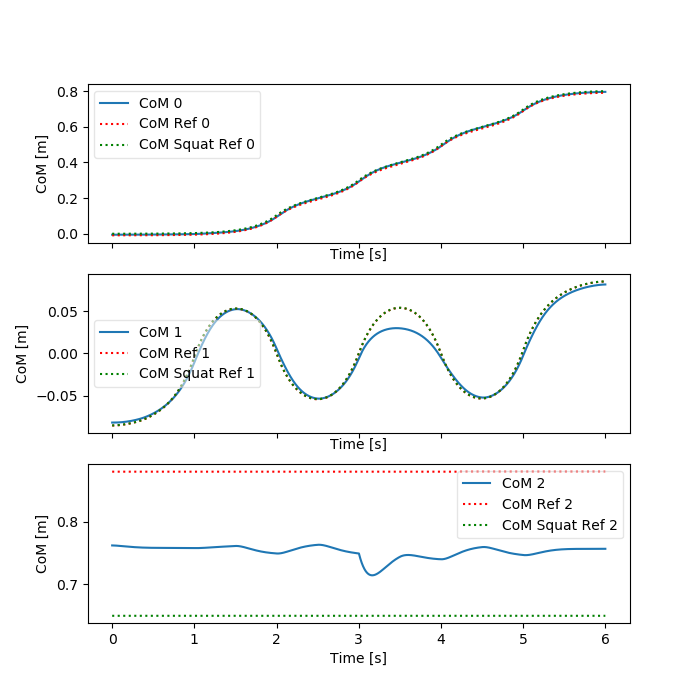 0.8
0.6
0.4
0.2
0.0
CoM [m]
CoM 0
CoM Ref 0
CoM Squat Ref 0
Time [s]
0.05
0.00
−0.05
CoM [m]
CoM 1
CoM Ref 1
CoM Squat Ref 1
Time [s]
0.8
0.7
CoM [m]
CoM 2
CoM Ref 2
CoM Squat Ref 2
0 1 2 3 4 5 6
Time [s]